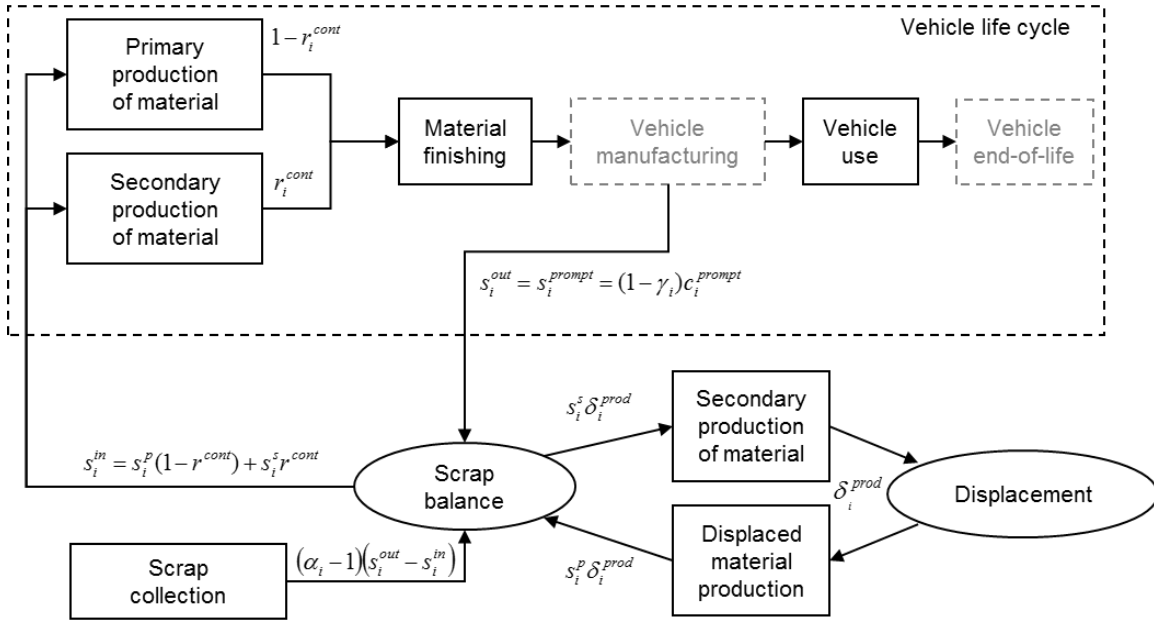 Vehicle life cycle
Primary
production
of material
1 − r_i^{cont}
Secondary
production
of material
r_i^{cont}
Material
finishing
Vehicle
manufacturing
Vehicle
use
Vehicle
end-of-life
s_i^{out} = s_i^{prompt} = (1 − γ_i)c_i^{prompt}
s_i^{in} = s_i^p(1 − r^{cont}) + s_i^s r^{cont}
Scrap
balance
s_i^s δ_i^{prod}
Secondary
production
of material
δ_i^{prod}
Displacement
Displaced
material
production
s_i^p δ_i^{prod}
Scrap
collection
(α_i − 1)(s_i^{out} − s_i^{in})